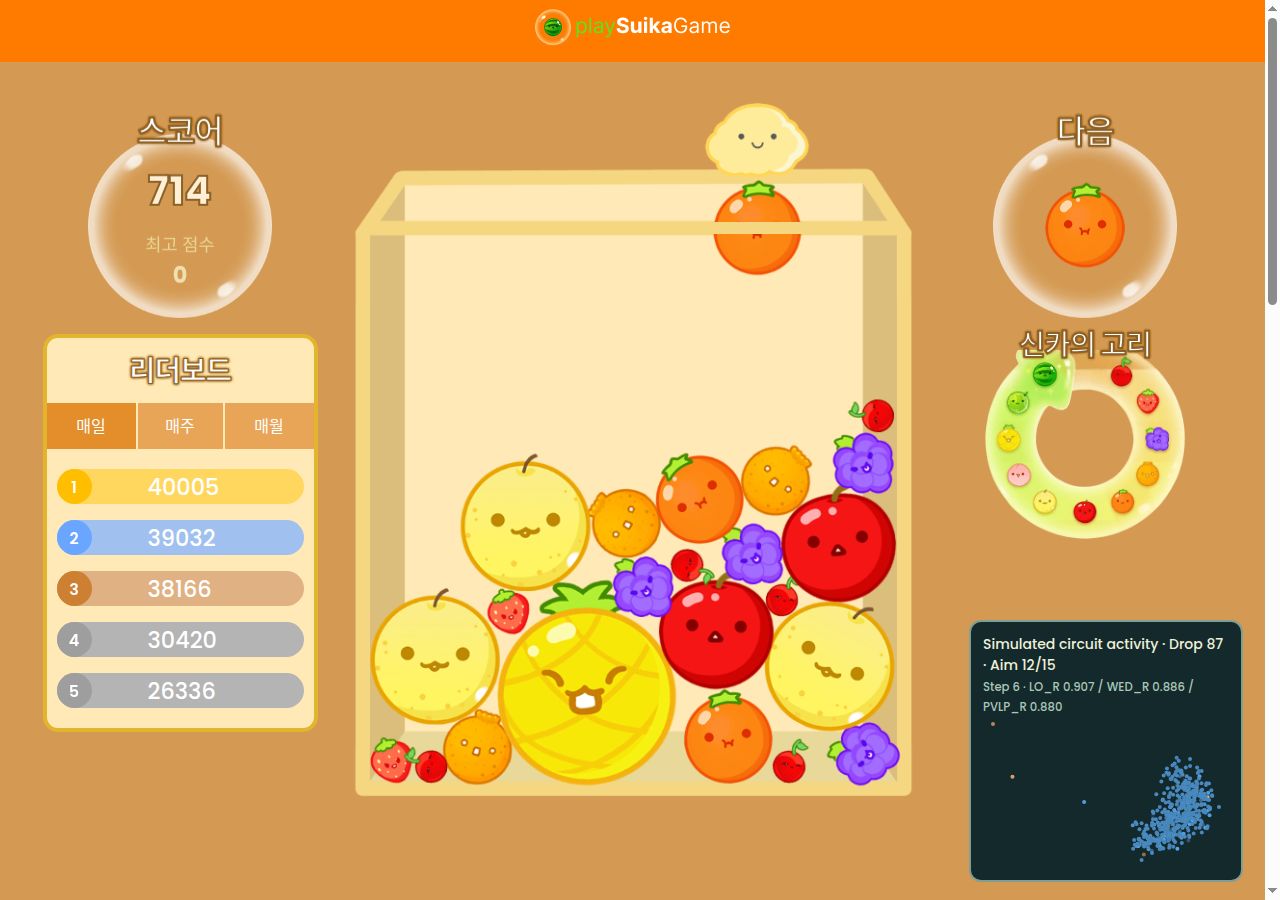 playSuikaGame
스코어
714
최고 점수
0
다음
신카의 고리
리더보드
매일
매주
매월
1 40005
2 39032
3 38166
4 30420
5 26336
Simulated circuit activity · Drop 87
· Aim 12/15
Step 6 · LO_R 0.907 / WED_R 0.886 /
PVLP_R 0.880